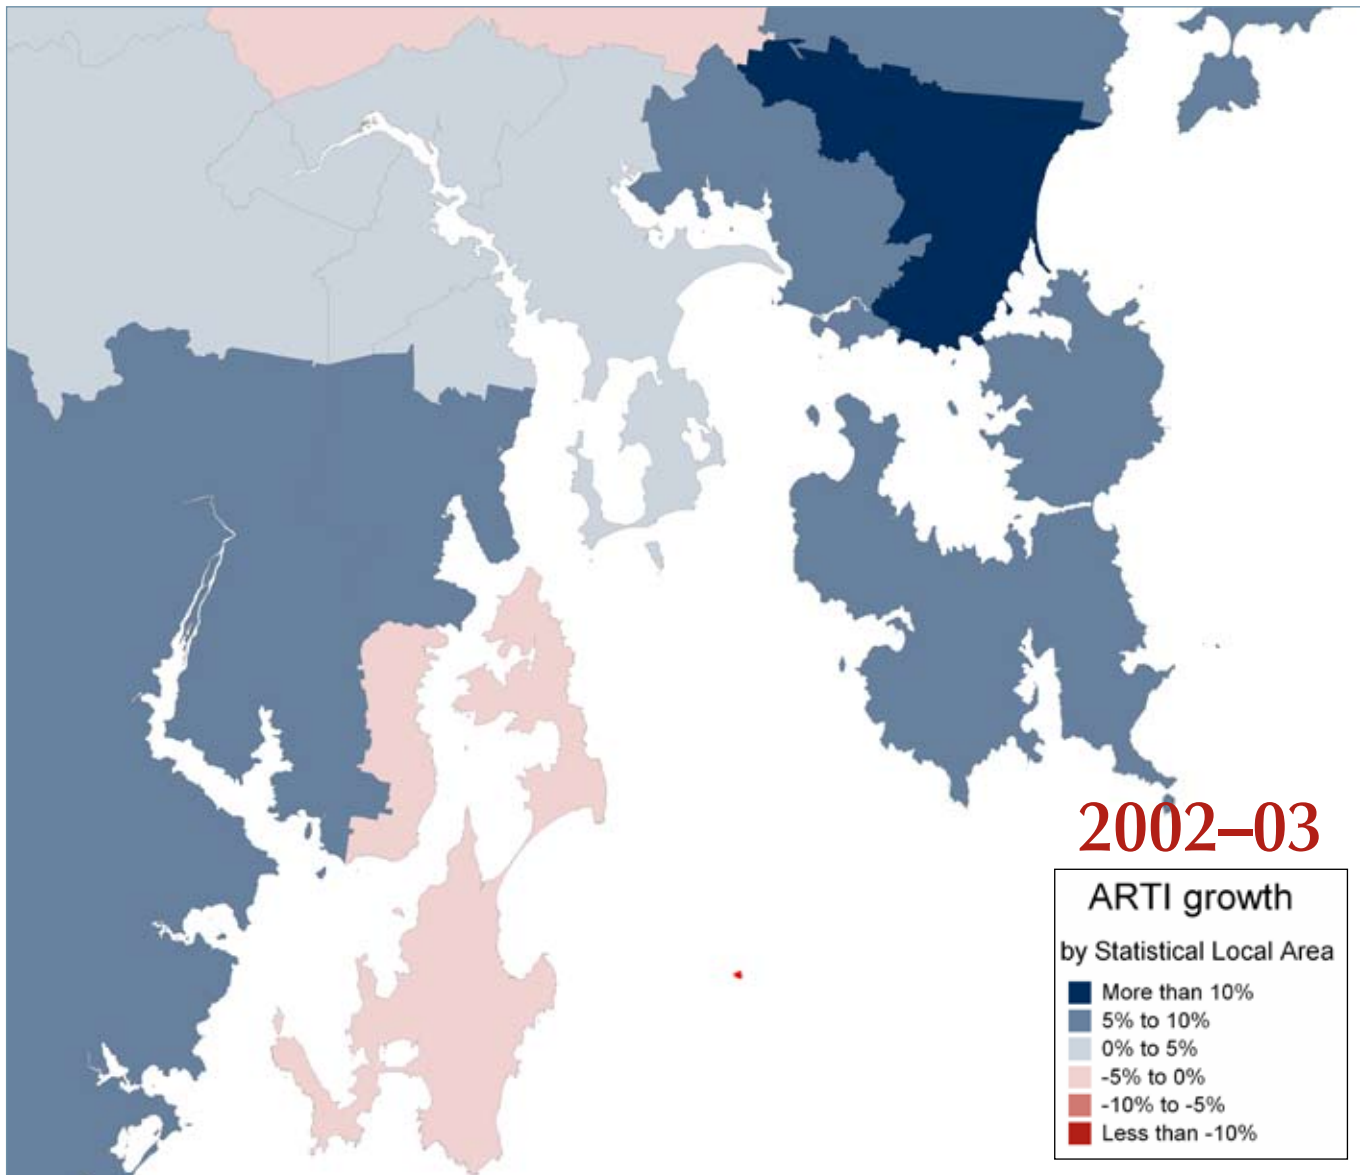 2002–03
ARTI growth
by Statistical Local Area
More than 10%
5% to 10%
0% to 5%
-5% to 0%
-10% to -5%
Less than -10%